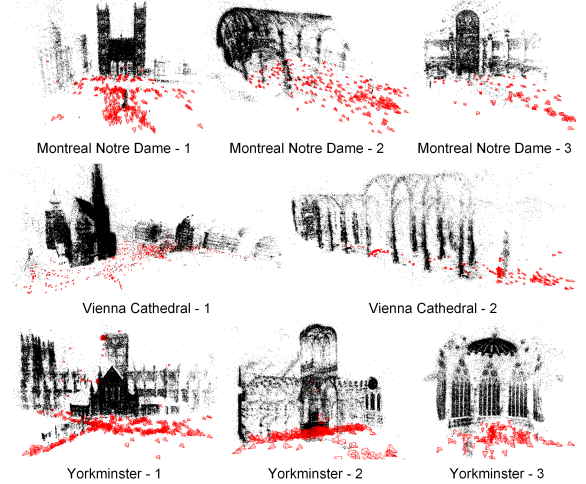 Montreal Notre Dame - 1
Montreal Notre Dame - 2
Montreal Notre Dame - 3
Vienna Cathedral - 1
Vienna Cathedral - 2
Yorkminster - 1
Yorkminster - 2
Yorkminster - 3